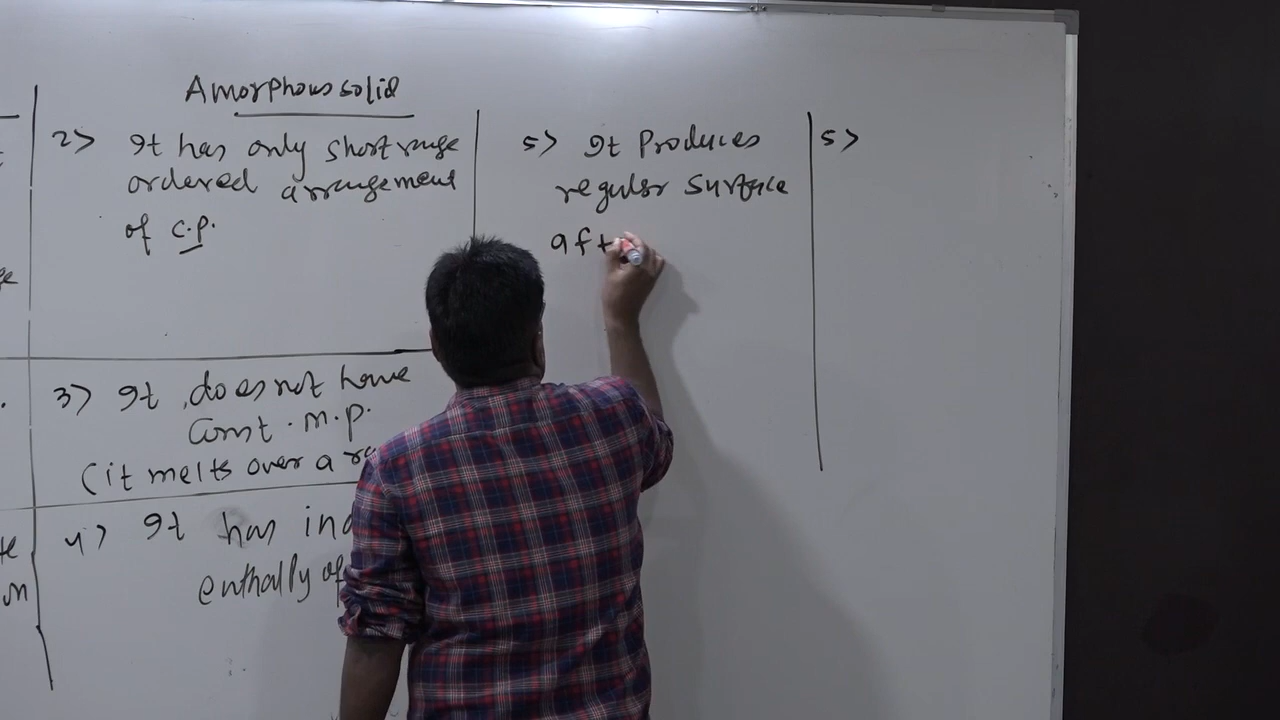 Amorphous solid
2> It has only short range
ordered arrangement
of c.p.
3) It does not have
Const. m.p.
(it melts over a
4) It has
enthalpy of
5> It Produces
regular surface
aft
5>